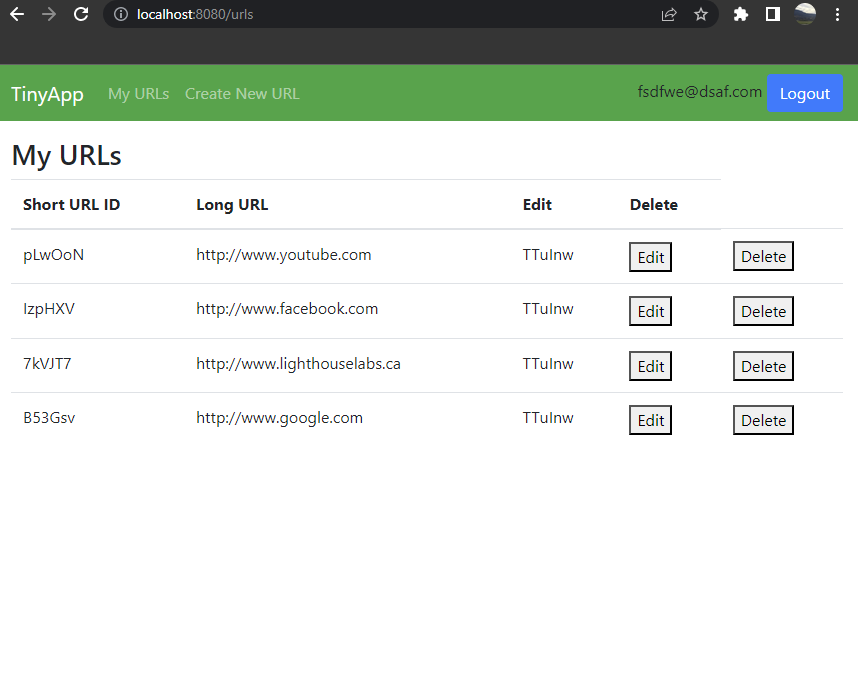 localhost:8080/urls
TinyApp My URLs Create New URL fsdfwe@dsaf.com Logout
My URLs
Short URL ID Long URL Edit Delete
pLwOoN http://www.youtube.com TTuInw Edit Delete
IzpHXV http://www.facebook.com TTuInw Edit Delete
7kVJT7 http://www.lighthouselabs.ca TTuInw Edit Delete
B53Gsv http://www.google.com TTuInw Edit Delete